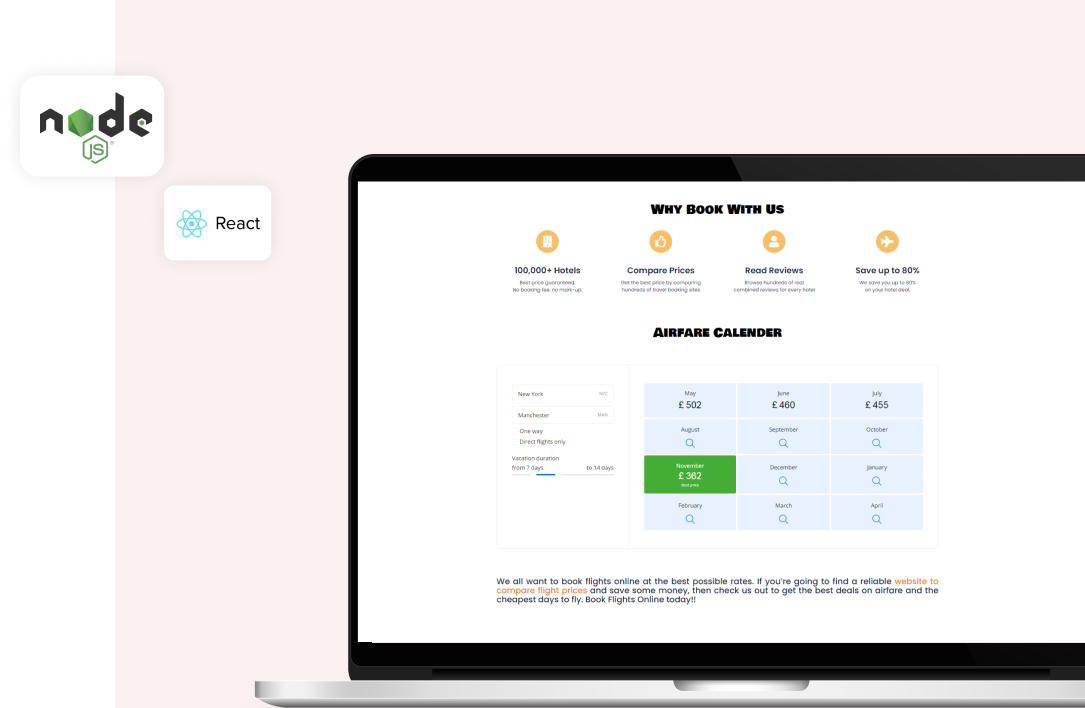 node
JS
®
React
Why Book With Us
100,000+ Hotels
Best price guaranteed.
No booking fee, no mark-up.
Compare Prices
Get the best price by comparing
hundreds of travel booking sites
Read Reviews
Browse hundreds of real
combined reviews for every hotel
Save up to 80%
We save you up to 80%
on your hotel deal.
Airfare Calender
New York NYC
Manchester MAN
One way
Direct flights only
Vacation duration
from 7 days to 14 days
May
£ 502
June
£ 460
July
£ 455
August
September
October
November
£ 362
Best price
December
January
February
March
April
We all want to book flights online at the best possible rates. If you're going to find a reliable website to
compare flight prices and save some money, then check us out to get the best deals on airfare and the
cheapest days to fly. Book Flights Online today!!